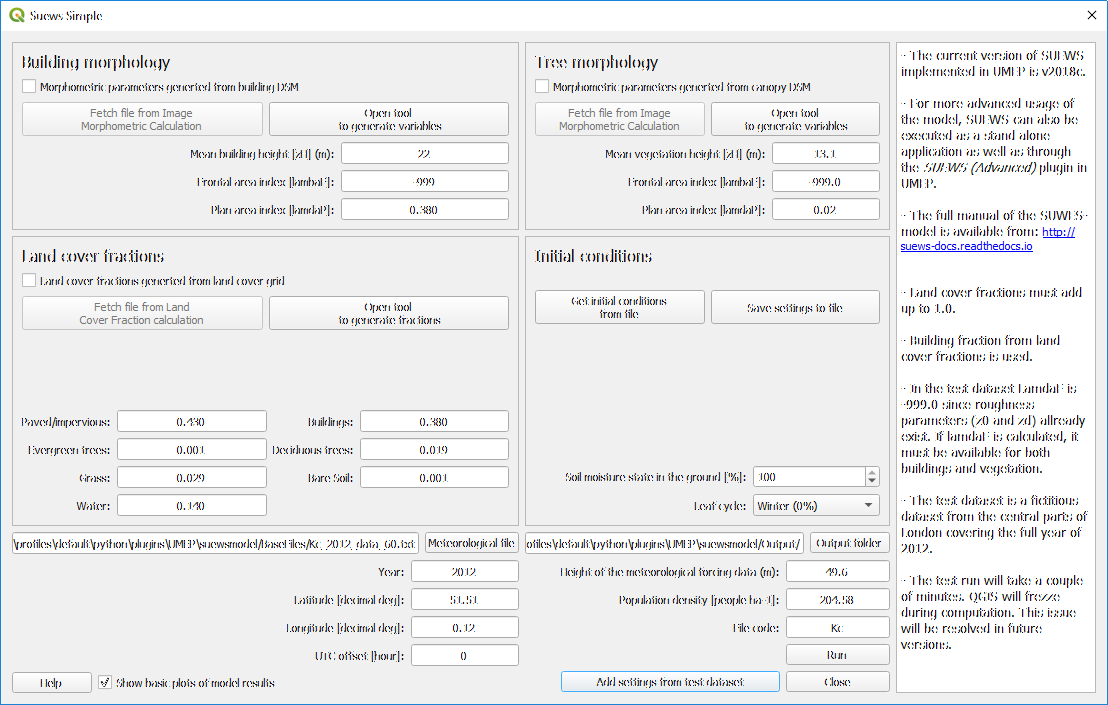 Suews Simple
Building morphology
Morphometric parameters generted from building DSM
Fetch file from Image
Morphometric Calculation
Open tool
to generate variables
Mean building height [zH] (m):
22
Frontal area index [lambaF]:
-999
Plan area index [lamdaP]:
0.380
Tree morphology
Morphometric parameters generted from canopy DSM
Fetch file from Image
Morphometric Calculation
Open tool
to generate variables
Mean vegetation height [zH] (m):
13.1
Frontal area index [lambaF]:
-999.0
Plan area index [lamdaP]:
0.02
Land cover fractions
Land cover fractions generted from land cover grid
Fetch file from Land
Cover Fraction calculation
Open tool
to generate fractions
Paved/impervious:
0.430
Buildings:
0.380
Evergreen trees:
0.001
Deciduous trees:
0.019
Grass:
0.029
Bare Soil:
0.001
Water:
0.140
Initial conditions
Get initial conditions
from file
Save settings to file
Soil moisture state in the ground [%]:
100
Leaf cycle:
Winter (0%)
\profiles\default\python\plugins\UMEP\suewsmodel/BaseFiles/Kc_2012_data_60.txt
Meteorological file
ofiles\default\python\plugins\UMEP\suewsmodel/Output/
Output folder
Year:
2012
Latitude [decimal deg]:
51.51
Longitude [decimal deg]:
0.12
UTC offset [hour]:
0
Height of the meteorological forcing data (m):
49.6
Population density [people ha-1]:
204.58
File code:
Kc
Run
Help
Show basic plots of model results
Add settings from test dataset
Close
- The current version of SUEWS
implemented in UMEP is v2018c.
- For more advanced usage of
the model, SUEWS can also be
executed as a stand alone
application as well as through
the SUEWS (Advanced) plugin in
UMEP.
- The full manual of the SUWES-
model is available from: http://
suews-docs.readthedocs.io
- Land cover fractions must add
up to 1.0.
- Building fraction from land
cover fractions is used.
- In the test dataset LamdaF is
-999.0 since roughness
parameters (z0 and zd) allready
exist. If lamdaF is calculated, it
must be available for both
buildings and vegetation.
- The test dataset is a fictitious
dataset from the central parts of
London covering the full year of
2012.
- The test run will take a couple
of minutes. QGIS will frezze
during computation. This issue
will be resolved in future
versions.